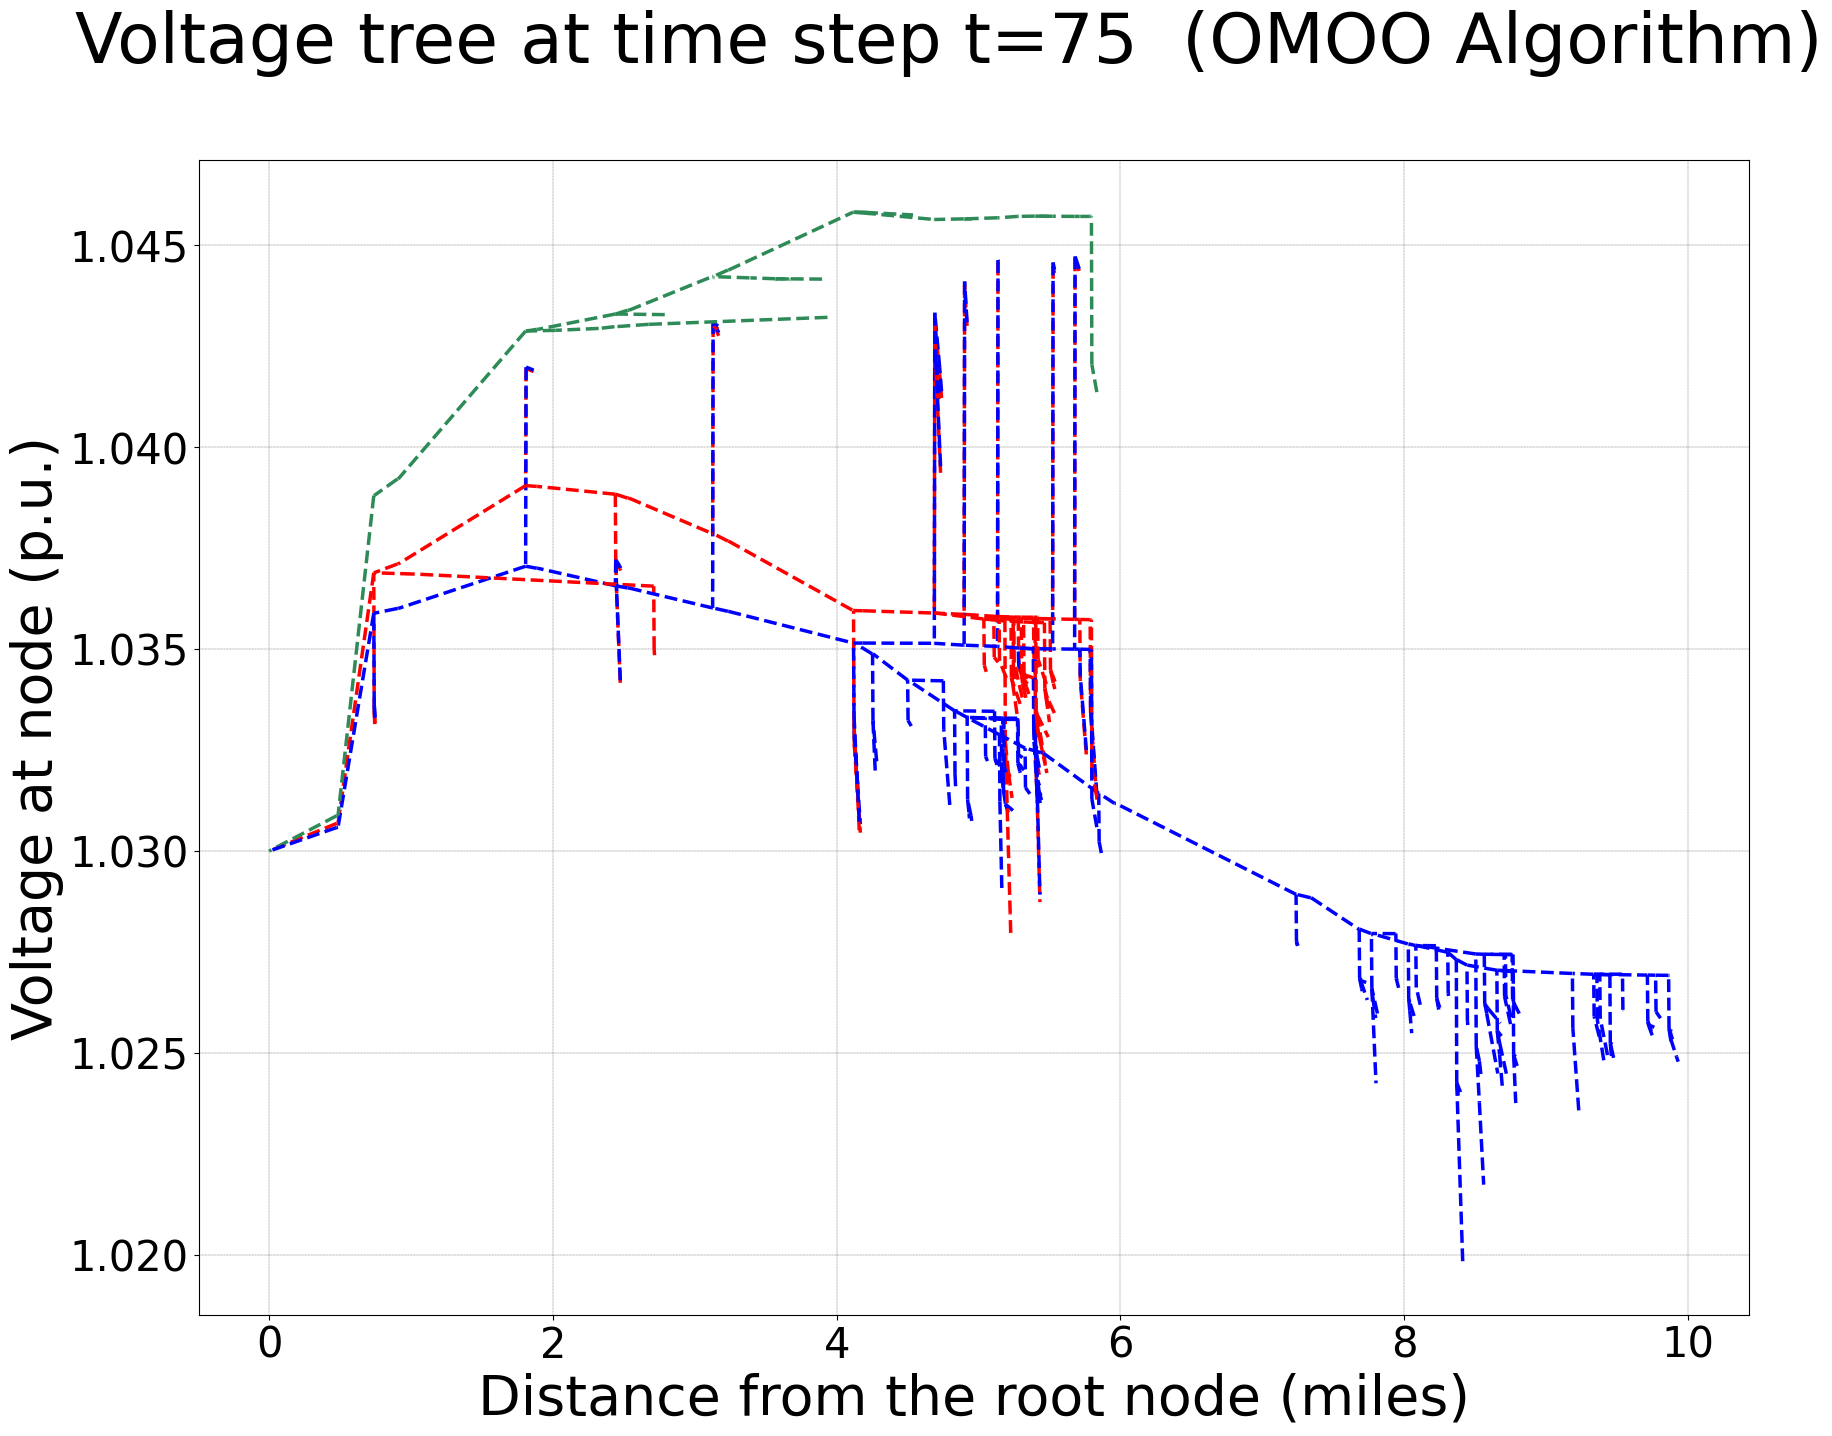 Voltage tree at time step t=75  (OMOO Algorithm)
Voltage at node (p.u.)
1.045
1.040
1.035
1.030
1.025
1.020
0 2 4 6 8 10
Distance from the root node (miles)